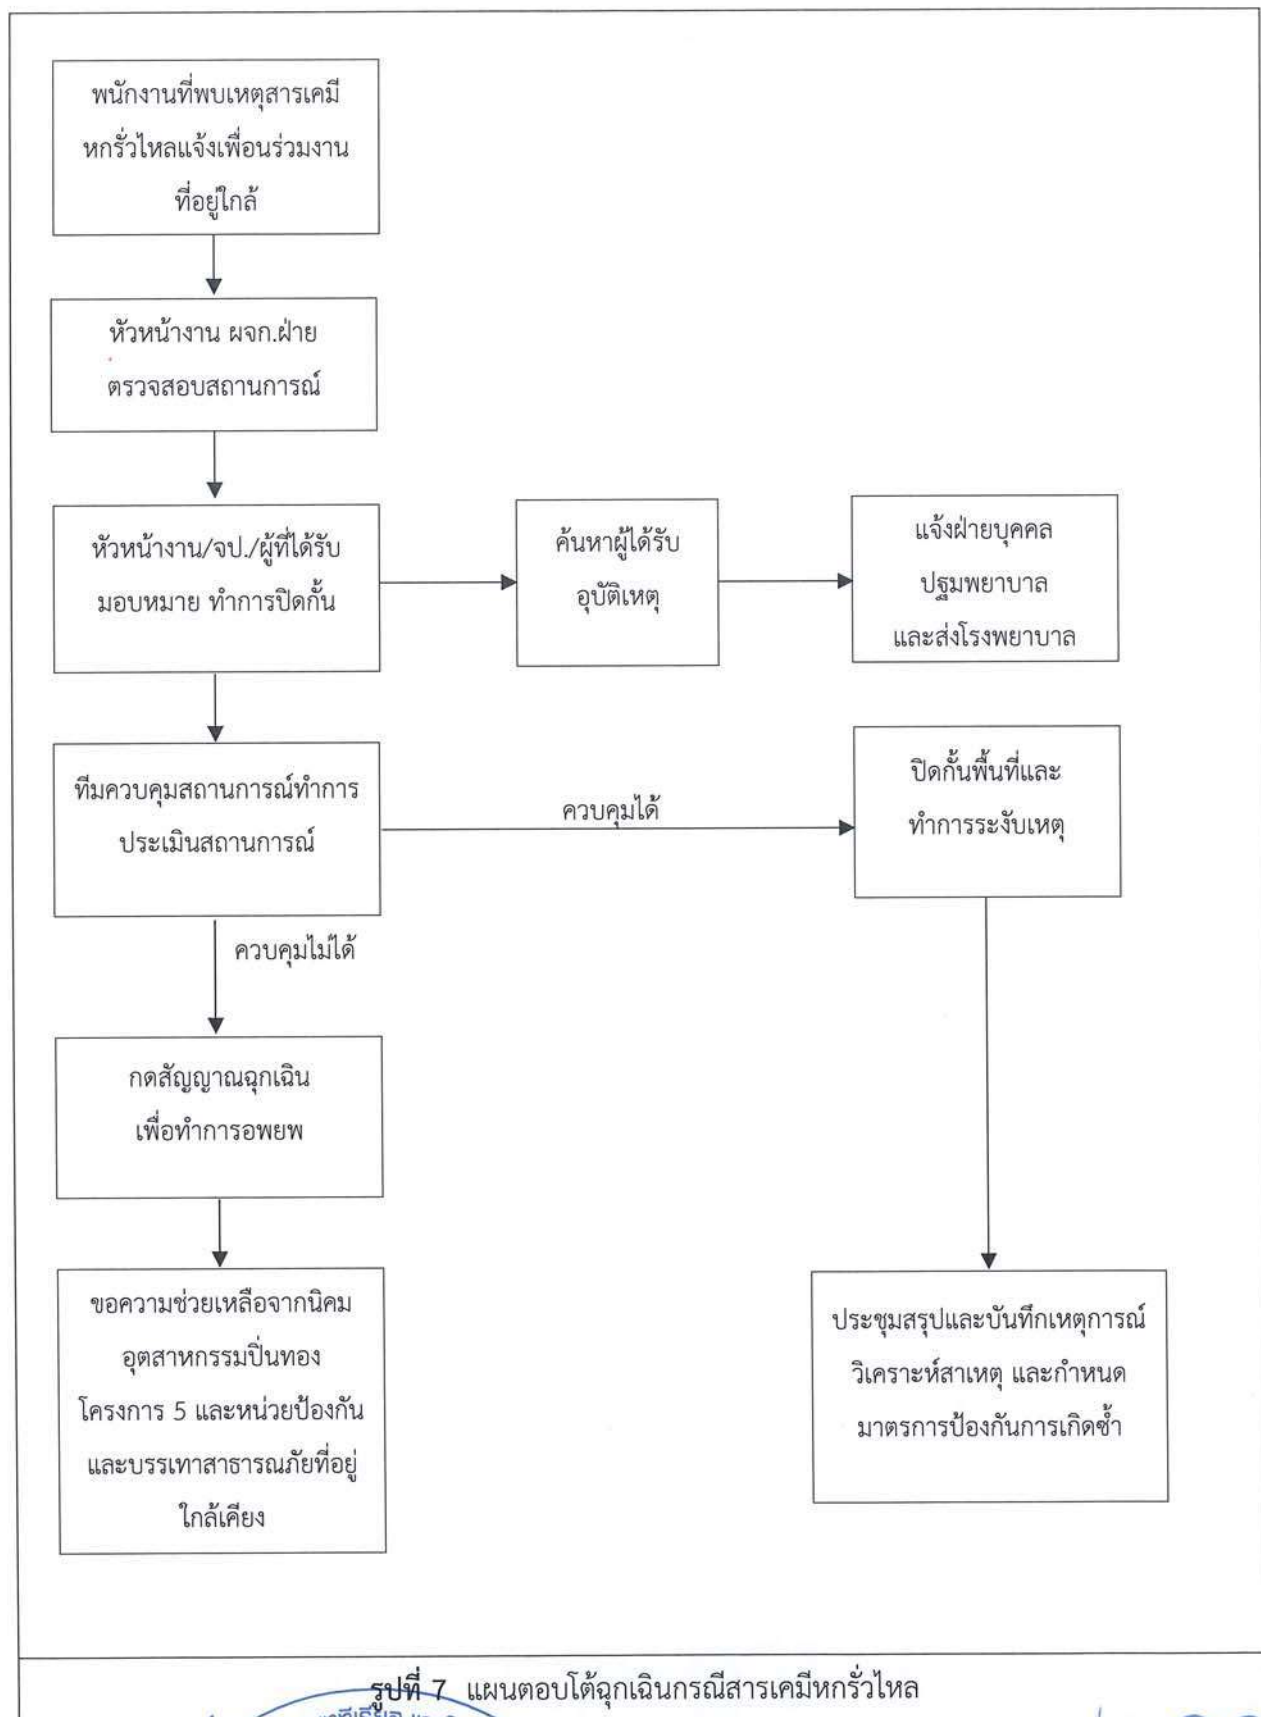 พนักงานที่พบเหตุสารเคมี
หกรั่วไหลแจ้งเพื่อนร่วมงาน
ที่อยู่ใกล้
หัวหน้างาน ผจก.ฝ่าย
ตรวจสอบสถานการณ์
หัวหน้างาน/จป./ผู้ที่ได้รับ
มอบหมาย ทำการปิดกั้น
ค้นหาผู้ได้รับ
อุบัติเหตุ
แจ้งฝ่ายบุคคล
ปฐมพยาบาล
และส่งโรงพยาบาล
ทีมควบคุมสถานการณ์ทำการ
ประเมินสถานการณ์
ควบคุมได้
ปิดกั้นพื้นที่และ
ทำการระงับเหตุ
ควบคุมไม่ได้
กดสัญญาณฉุกเฉิน
เพื่อทำการอพยพ
ขอความช่วยเหลือจากนิคม
อุตสาหกรรมปิ่นทอง
โครงการ 5 และหน่วยป้องกัน
และบรรเทาสาธารณภัยที่อยู่
ใกล้เคียง
ประชุมสรุปและบันทึกเหตุการณ์
วิเคราะห์สาเหตุ และกำหนด
มาตรการป้องกันการเกิดซ้ำ
รูปที่ 7 แผนตอบโต้ฉุกเฉินกรณีสารเคมีหกรั่วไหล